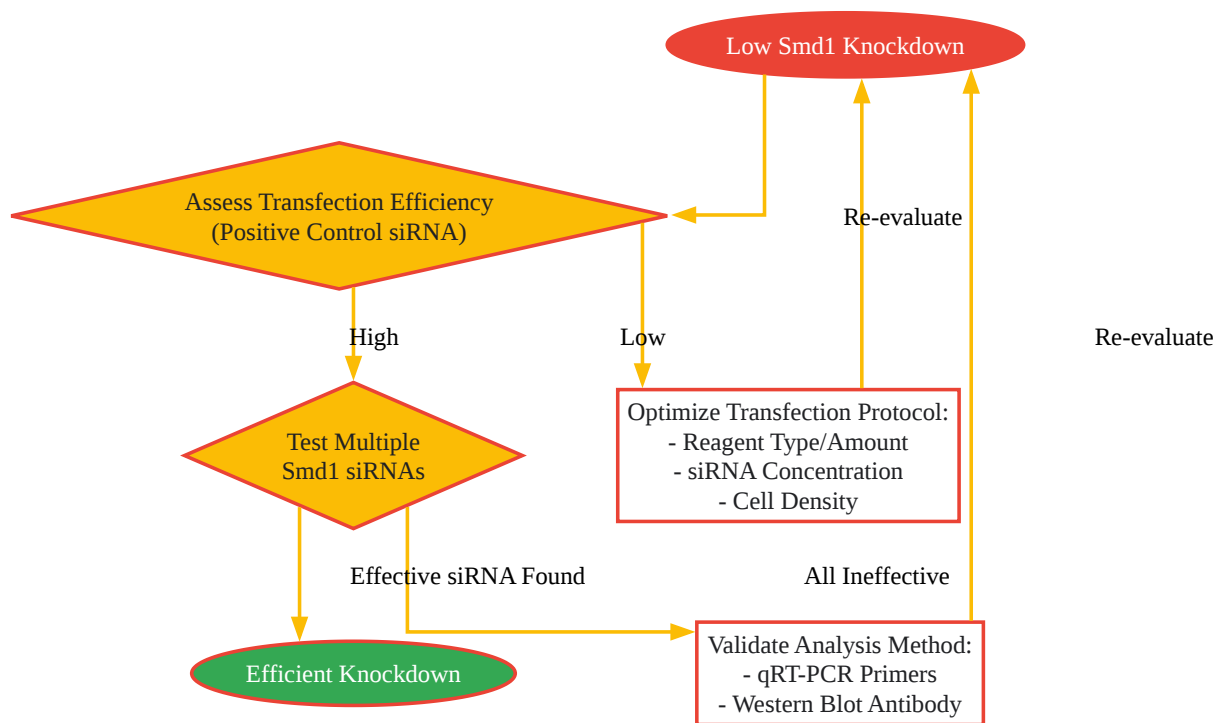 Low Smd1 Knockdown
Assess Transfection Efficiency
(Positive Control siRNA)
Re-evaluate
High
Low
Re-evaluate
Test Multiple
Smd1 siRNAs
Optimize Transfection Protocol:
- Reagent Type/Amount
- siRNA Concentration
- Cell Density
Effective siRNA Found
All Ineffective
Efficient Knockdown
Validate Analysis Method:
- qRT-PCR Primers
- Western Blot Antibody